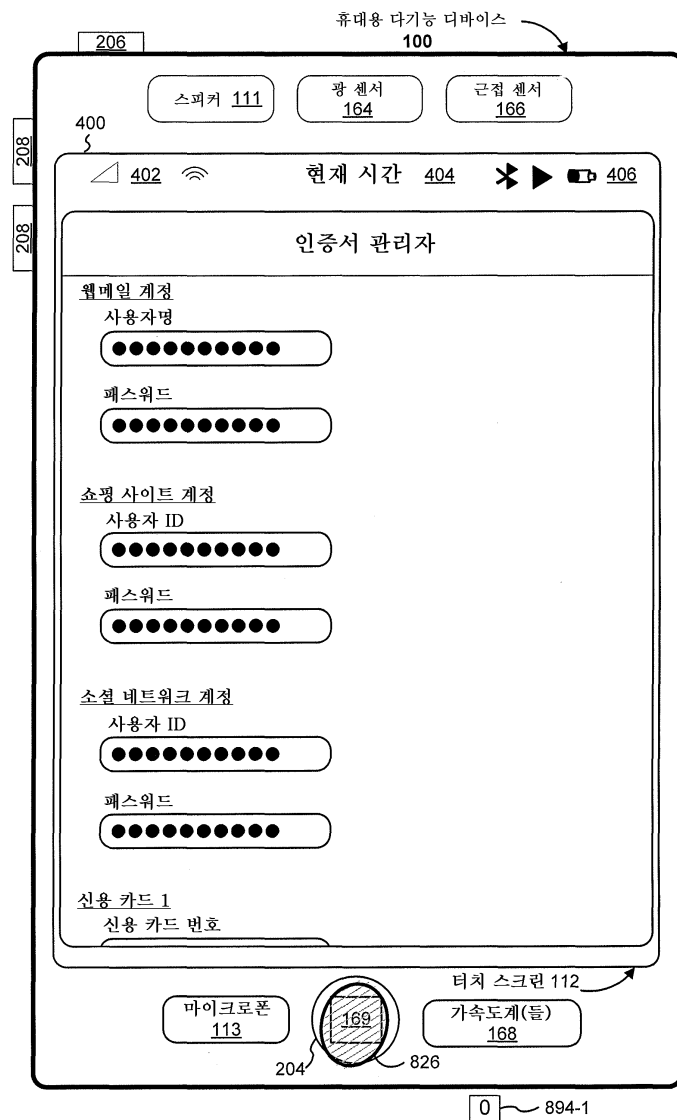 휴대용 다기능 디바이스
100
206
스피커 111
광 센서
164
근접 센서
166
208
208
400
402
현재 시간 404
406
인증서 관리자
웹메일 계정
사용자명
●●●●●●●●●●
패스워드
●●●●●●●●●●
쇼핑 사이트 계정
사용자 ID
●●●●●●●●●●
패스워드
●●●●●●●●●●
소셜 네트워크 계정
사용자 ID
●●●●●●●●●●
패스워드
●●●●●●●●●●
신용 카드 1
신용 카드 번호
터치 스크린 112
마이크로폰
113
169
가속도계(들)
168
204
826
0
894-1